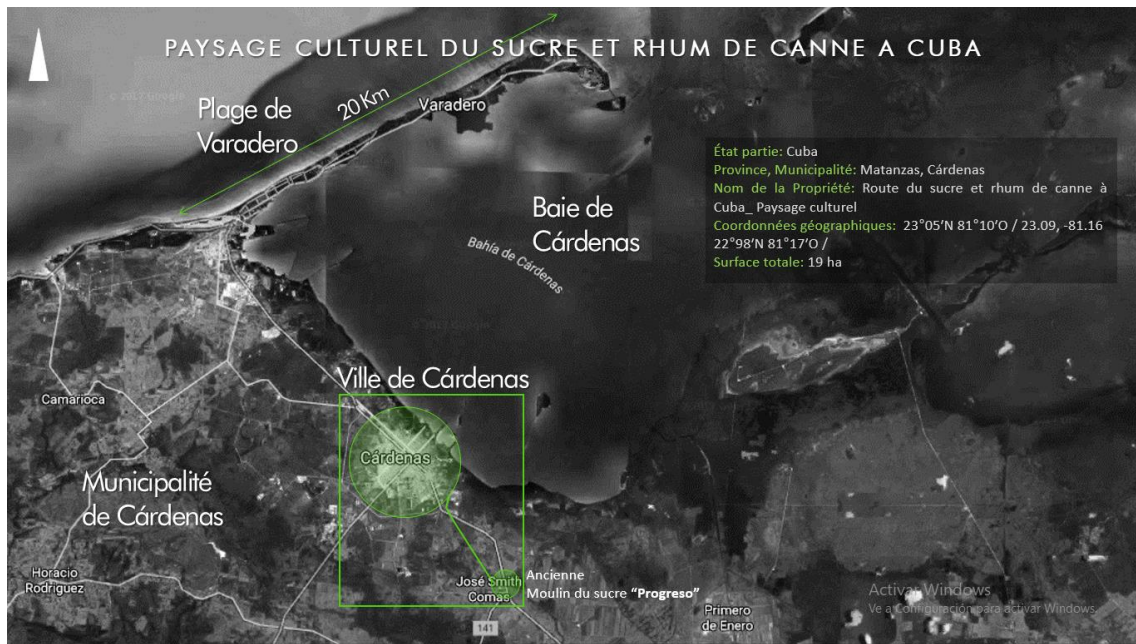 PAYSAGE CULTUREL DU SUCRE ET RHUM DE CANNE A CUBA
© 2017 Google
Plage de
Varadero
20 Km
Varadero
État partie: Cuba
Province, Municipalité: Matanzas, Cárdenas
Nom de la Propriété: Route du sucre et rhum de canne à
Cuba_ Paysage culturel
Coordonnées géographiques: 23°05′N 81°10′O / 23.09, -81.16
22°98′N 81°17′O /
Surface totale: 19 ha
Baie de
Cárdenas
Bahía de Cárdenas
© 2017 Google
Ville de Cárdenas
Camarioca
Cárdenas
Municipalité
de Cárdenas
Horacio
Rodriguez
José Smith
Comas
Ancienne
Moulin du sucre “Progreso”
141
Primero
de Enero
Activar Windows
Ve a Configuración para activar Windows.